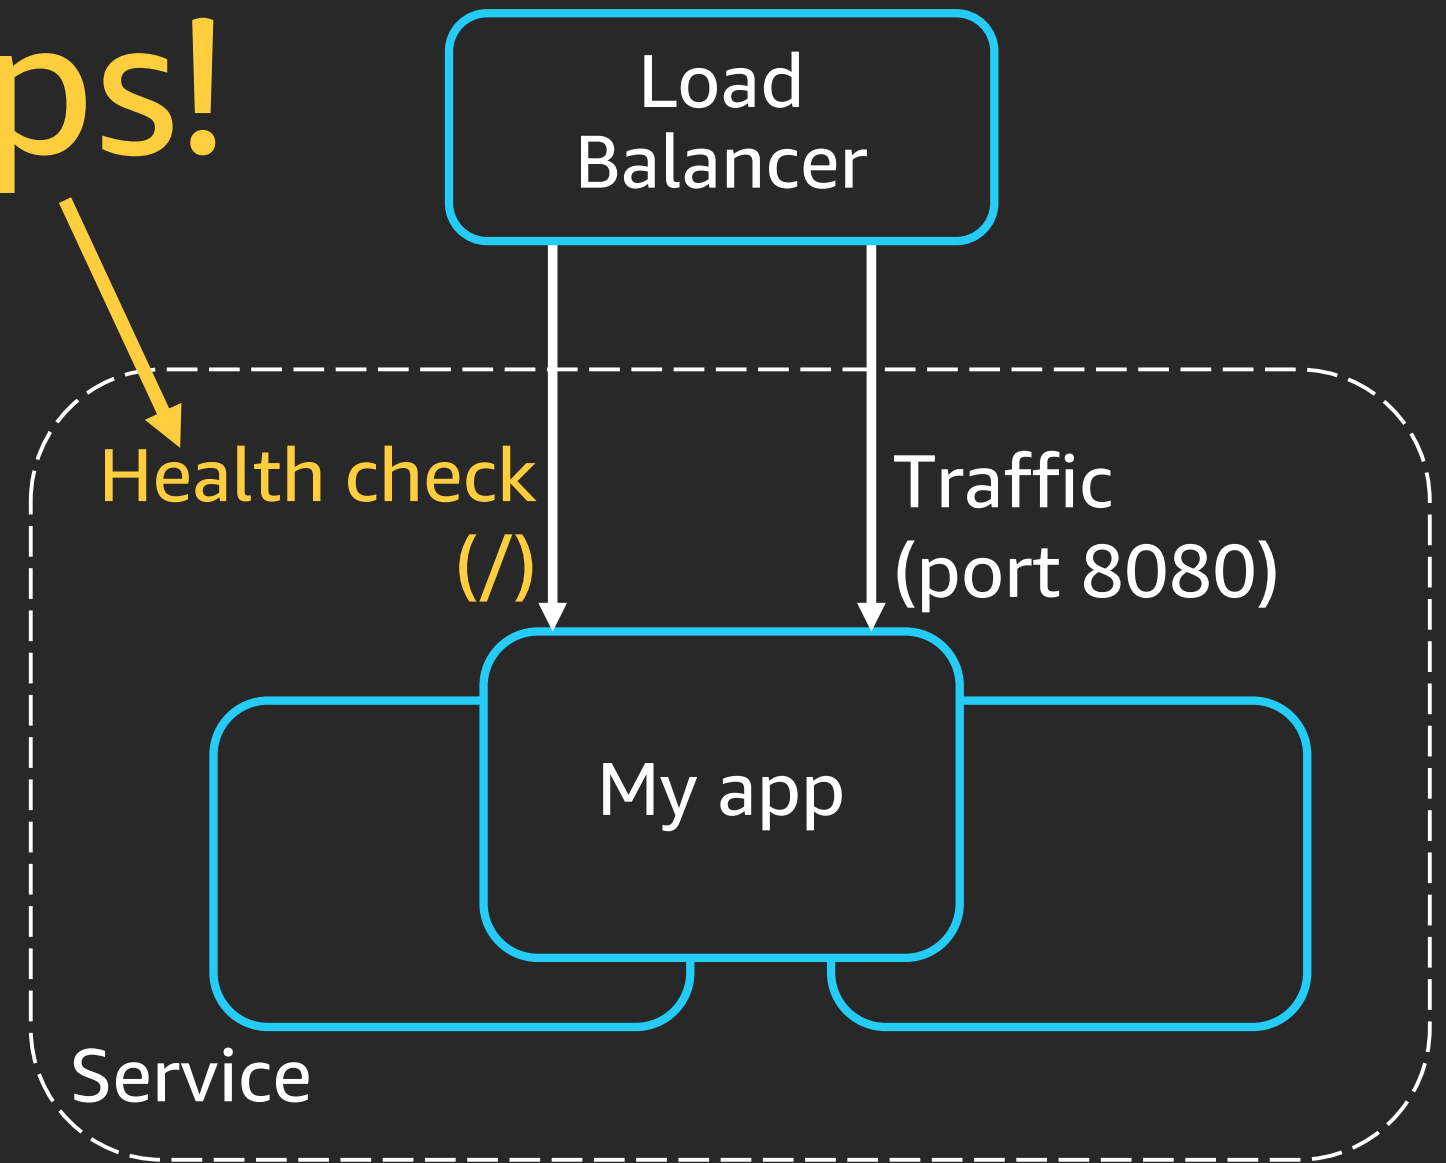 ps!
Load
Balancer
Health check
(/)
Traffic
(port 8080)
My app
Service